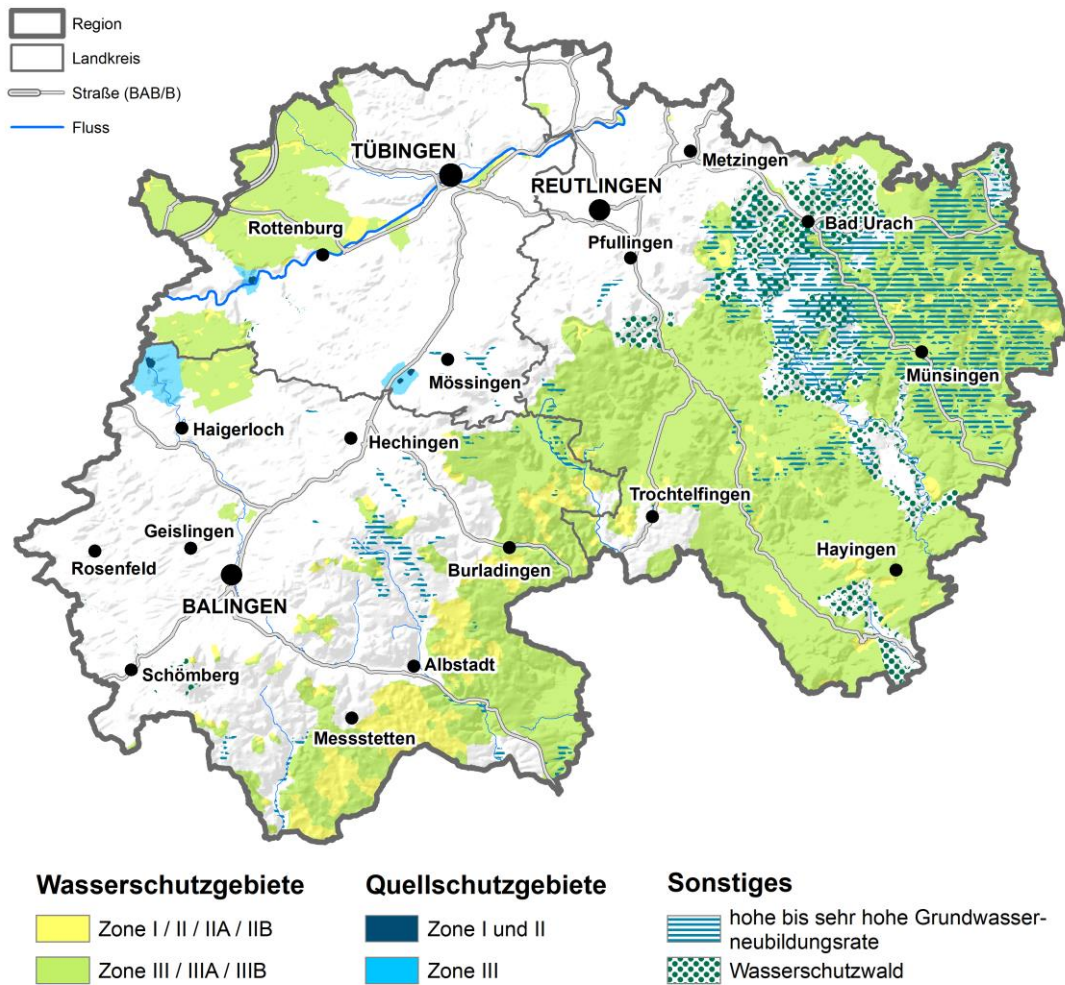 Region
Landkreis
Straße (BAB/B)
Fluss
TÜBINGEN
Metzingen
REUTLINGEN
Bad Urach
Rottenburg
Pfullingen
Münsingen
Mössingen
Haigerloch
Hechingen
Trochtelfingen
Geislingen
Hayingen
Rosenfeld
Burladingen
BALINGEN
Albstadt
Schömberg
Messstetten
Wasserschutzgebiete
Zone I / II / IIA / IIB
Zone III / IIIA / IIIB
Quellschutzgebiete
Zone I und II
Zone III
Sonstiges
hohe bis sehr hohe Grundwasser-
neubildungsrate
Wasserschutzwald